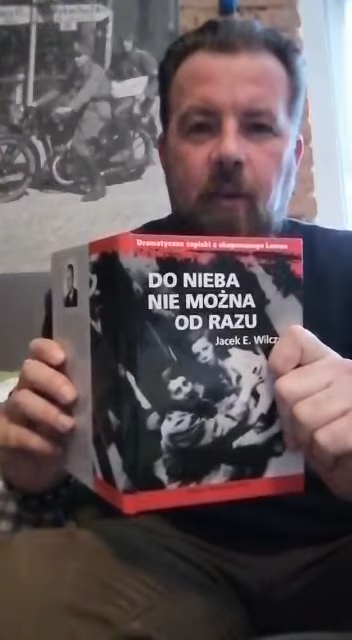 Dramatyczne zapiski z okupowanego Lwowa
DO NIEBA
NIE MOŻNA
OD RAZU
Jacek E. Wilcz